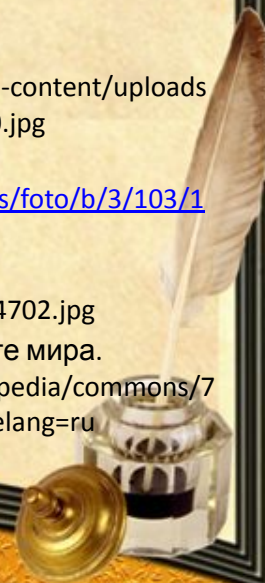 -content/uploads
).jpg
s/foto/b/3/103/1
4702.jpg
те мира.
pedia/commons/7
elang=ru